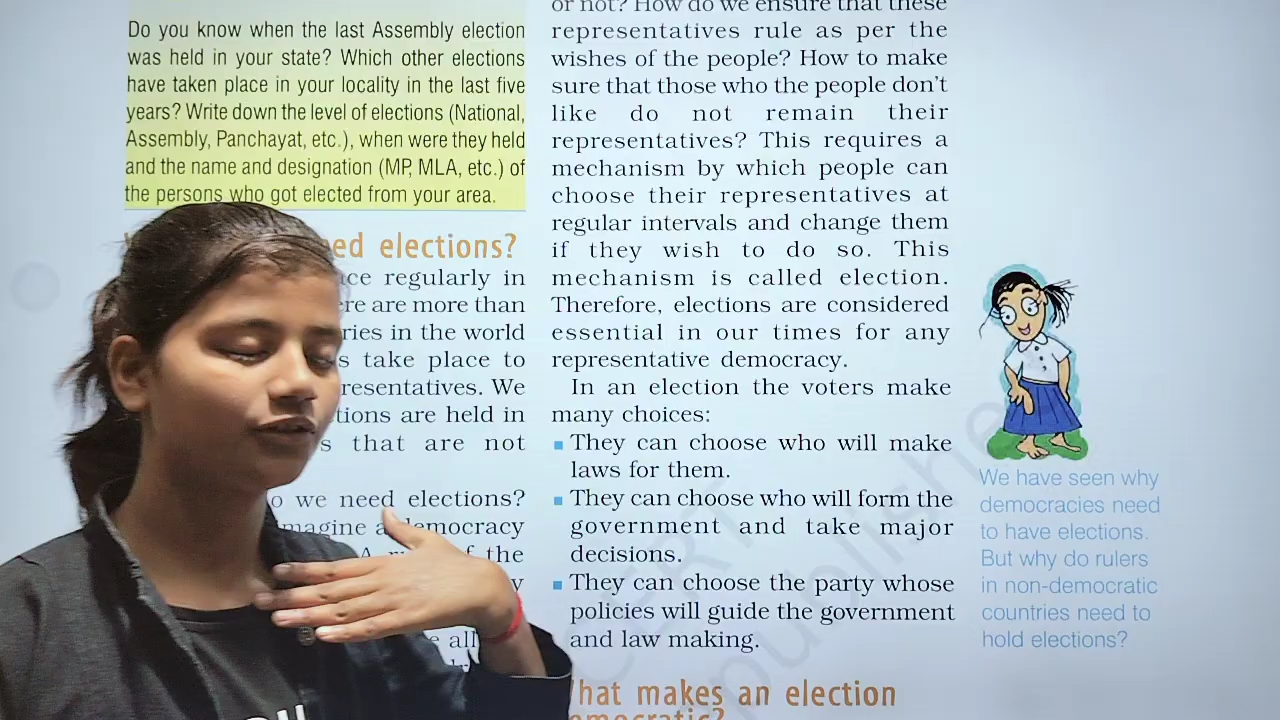 Do you know when the last Assembly election
was held in your state? Which other elections
have taken place in your locality in the last five
years? Write down the level of elections (National,
Assembly, Panchayat, etc.), when were they held
and the name and designation (MP, MLA, etc.) of
the persons who got elected from your area.
elections?
regularly in
are more than
in the world
take place to
We
are held in
that are not
we need elections?
democracy
the
or not? How do we ensure that these
representatives rule as per the
wishes of the people? How to make
sure that those who the people don't
like do not remain their
representatives? This requires a
mechanism by which people can
choose their representatives at
regular intervals and change them
if they wish to do so. This
mechanism is called election.
Therefore, elections are considered
essential in our times for any
representative democracy.
In an election the voters make
many choices:
▪ They can choose who will make
laws for them.
▪ They can choose who will form the
government and take major
decisions.
▪ They can choose the party whose
policies will guide the government
and law making.
What makes an election
democratic?
We have seen why
democracies need
to have elections.
But why do rulers
in non-democratic
countries need to
hold elections?